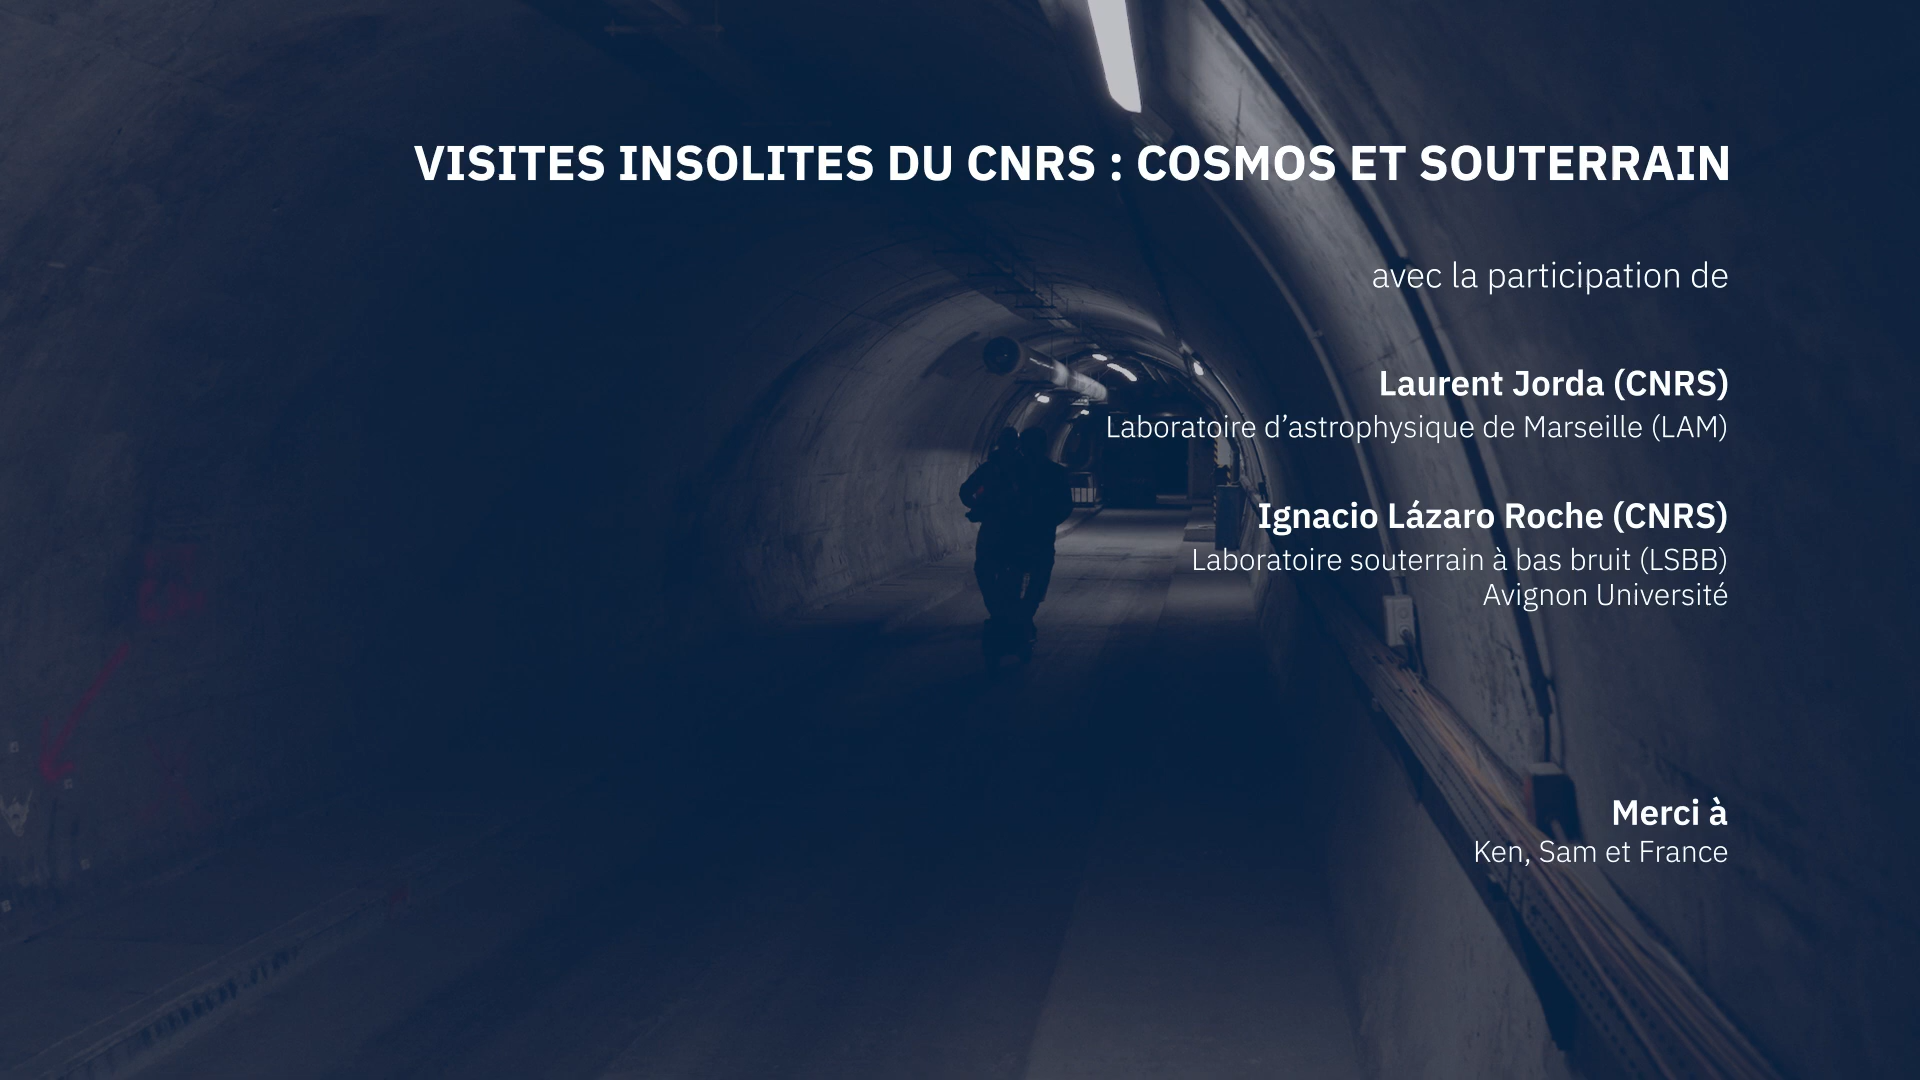 VISITES INSOLITES DU CNRS : COSMOS ET SOUTERRAIN
avec la participation de
Laurent Jorda (CNRS)
Laboratoire d’astrophysique de Marseille (LAM)
Ignacio Lázaro Roche (CNRS)
Laboratoire souterrain à bas bruit (LSBB)
Avignon Université
Merci à
Ken, Sam et France